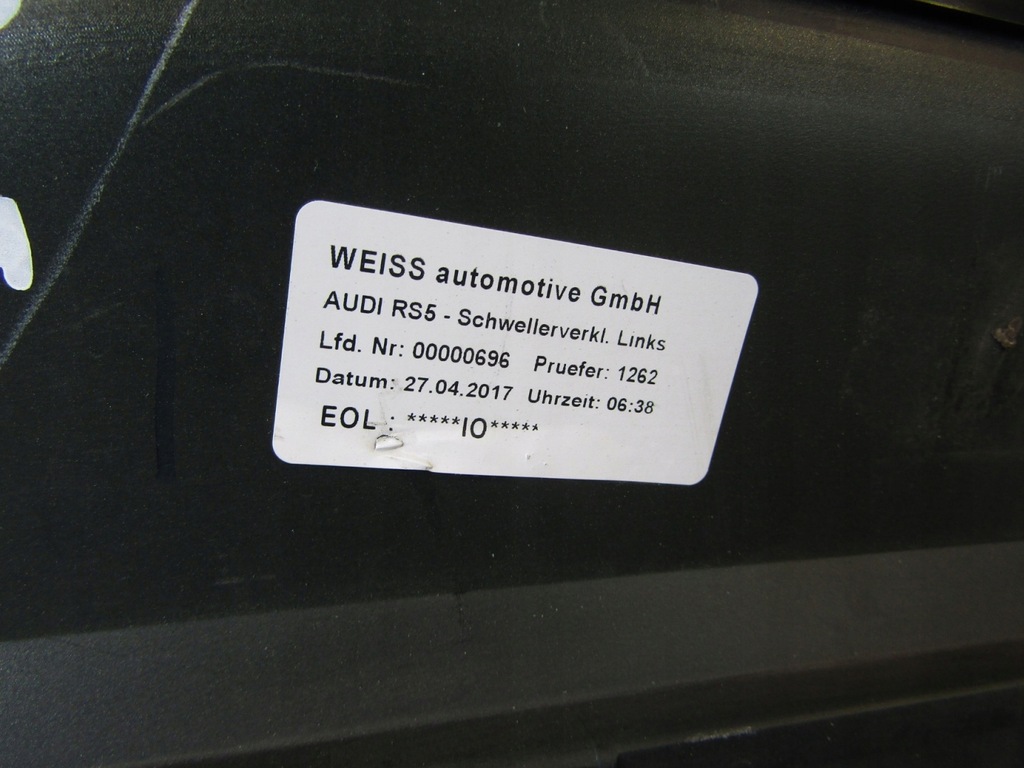 WEISS automotive GmbH
AUDI RS5 - Schwellerverkl. Links
Lfd. Nr: 00000696 Pruefer: 1262
Datum: 27.04.2017 Uhrzeit: 06:38
EOL : *****IO*****